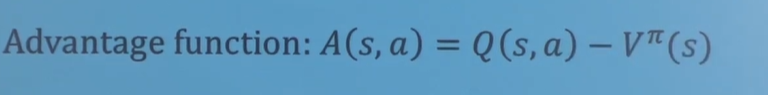 Advantage function: A(s, a) = Q(s, a) − V^π(s)